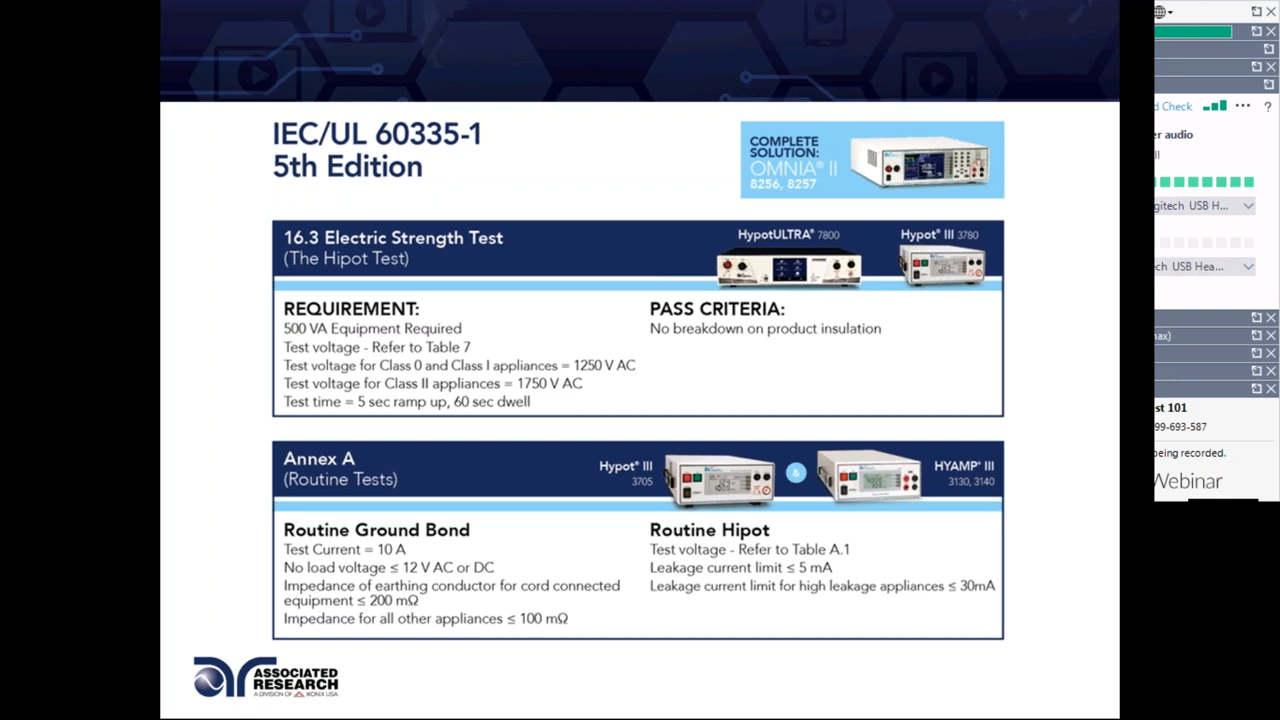 IEC/UL 60335-1
5th Edition
COMPLETE
SOLUTION:
OMNIA® II
8256, 8257
16.3 Electric Strength Test
(The Hipot Test)
HypotULTRA® 7800
Hypot® III 3780
REQUIREMENT:
500 VA Equipment Required
Test voltage - Refer to Table 7
Test voltage for Class 0 and Class I appliances = 1250 V AC
Test voltage for Class II appliances = 1750 V AC
Test time = 5 sec ramp up, 60 sec dwell
PASS CRITERIA:
No breakdown on product insulation
Annex A
(Routine Tests)
Hypot® III
3705
&
HYAMP® III
3130, 3140
Routine Ground Bond
Test Current = 10 A
No load voltage ≤ 12 V AC or DC
Impedance of earthing conductor for cord connected
equipment ≤ 200 mΩ
Impedance for all other appliances ≤ 100 mΩ
Routine Hipot
Test voltage - Refer to Table A.1
Leakage current limit ≤ 5 mA
Leakage current limit for high leakage appliances ≤ 30mA
ar ASSOCIATED
RESEARCH
A DIVISION OF IKONIX USA
d Check
... ?
er audio
ll
gitech USB H...
ch USB Hea...
nax)
st 101
99-693-587
being recorded.
Webinar